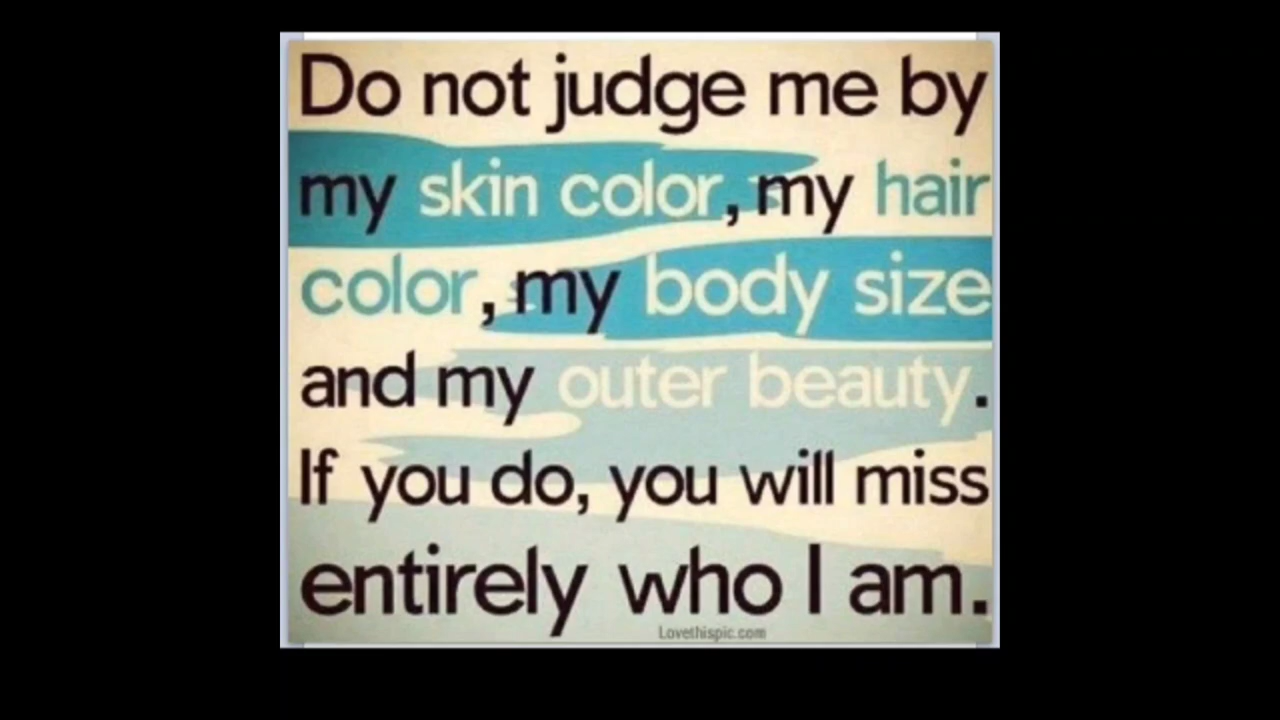 Do not judge me by
my skin color, my hair
color, my body size
and my outer beauty.
If you do, you will miss
entirely who I am.
Lovethispic.com